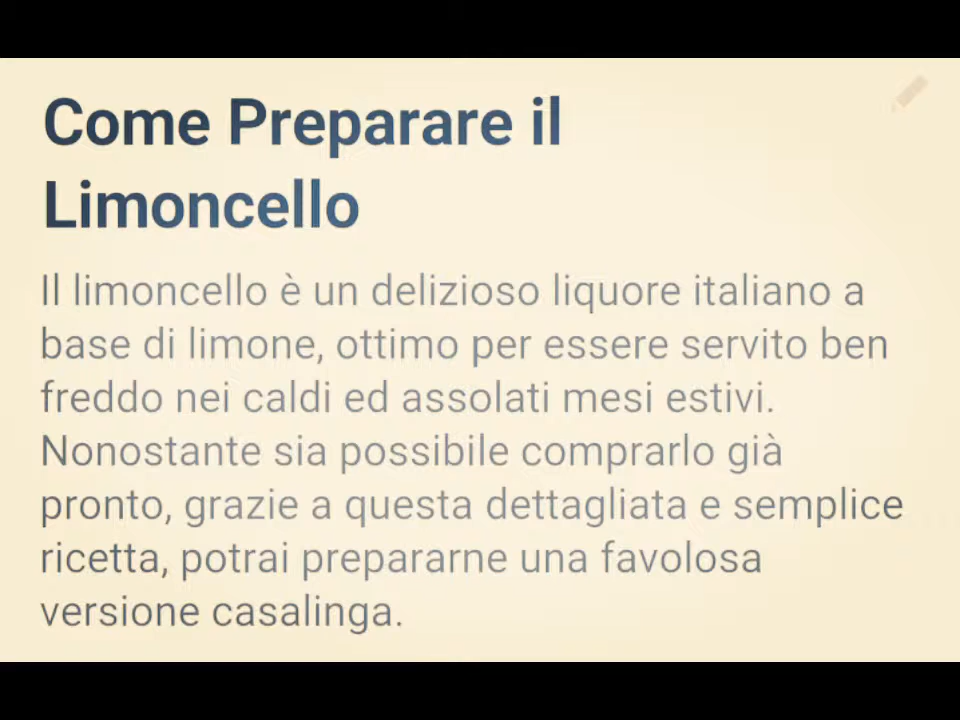 Come Preparare il
Limoncello
Il limoncello è un delizioso liquore italiano a
base di limone, ottimo per essere servito ben
freddo nei caldi ed assolati mesi estivi.
Nonostante sia possibile comprarlo già
pronto, grazie a questa dettagliata e semplice
ricetta, potrai prepararne una favolosa
versione casalinga.